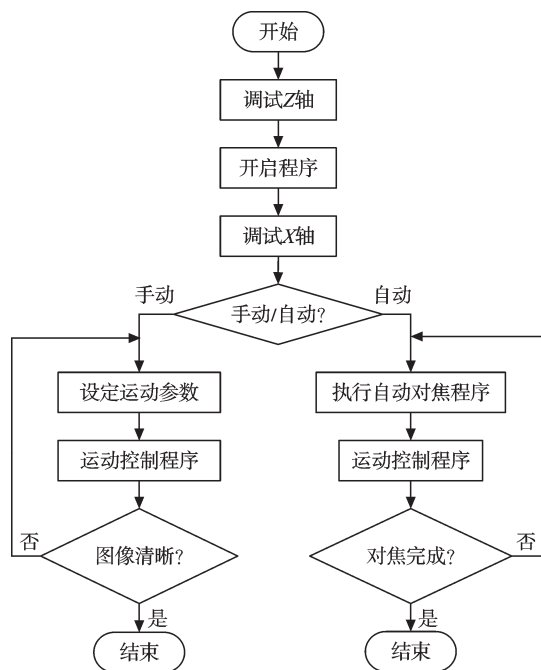 开始
调试Z轴
开启程序
调试X轴
手动
手动/自动?
自动
设定运动参数
执行自动对焦程序
运动控制程序
运动控制程序
否
图像清晰?
对焦完成?
否
是
是
结束
结束